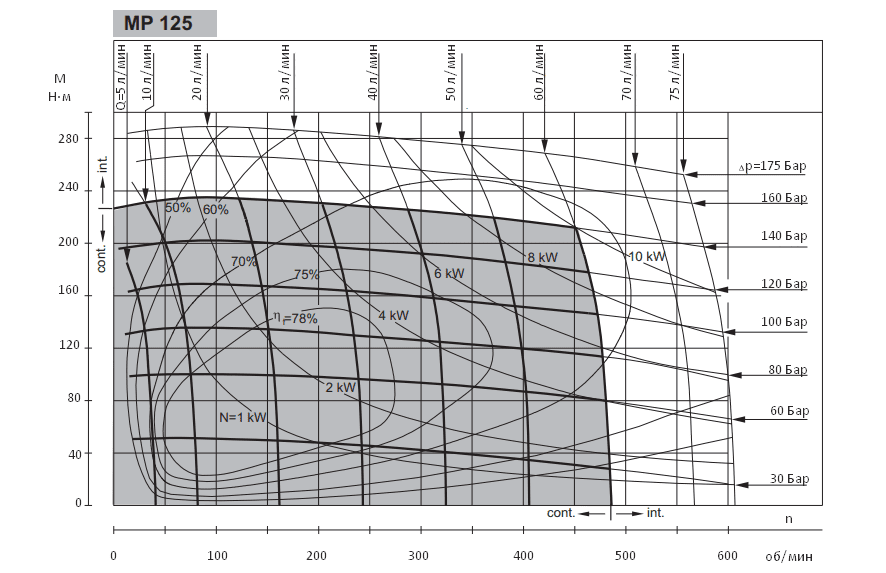 MP 125
Q=5 л/мин
10 л/мин
20 л/мин
30 л/мин
40 л/мин
50 л/мин
60 л/мин
70 л/мин
75 л/мин
M
Н·м
280
240
200
160
120
80
40
0
int.
cont.
50%
60%
70%
75%
ηt=78%
N=1 kW
2 kW
4 kW
6 kW
8 kW
10 kW
Δp=175 Бар
160 Бар
140 Бар
120 Бар
100 Бар
80 Бар
60 Бар
30 Бар
cont.
int.
n
0
100
200
300
400
500
600
об/мин